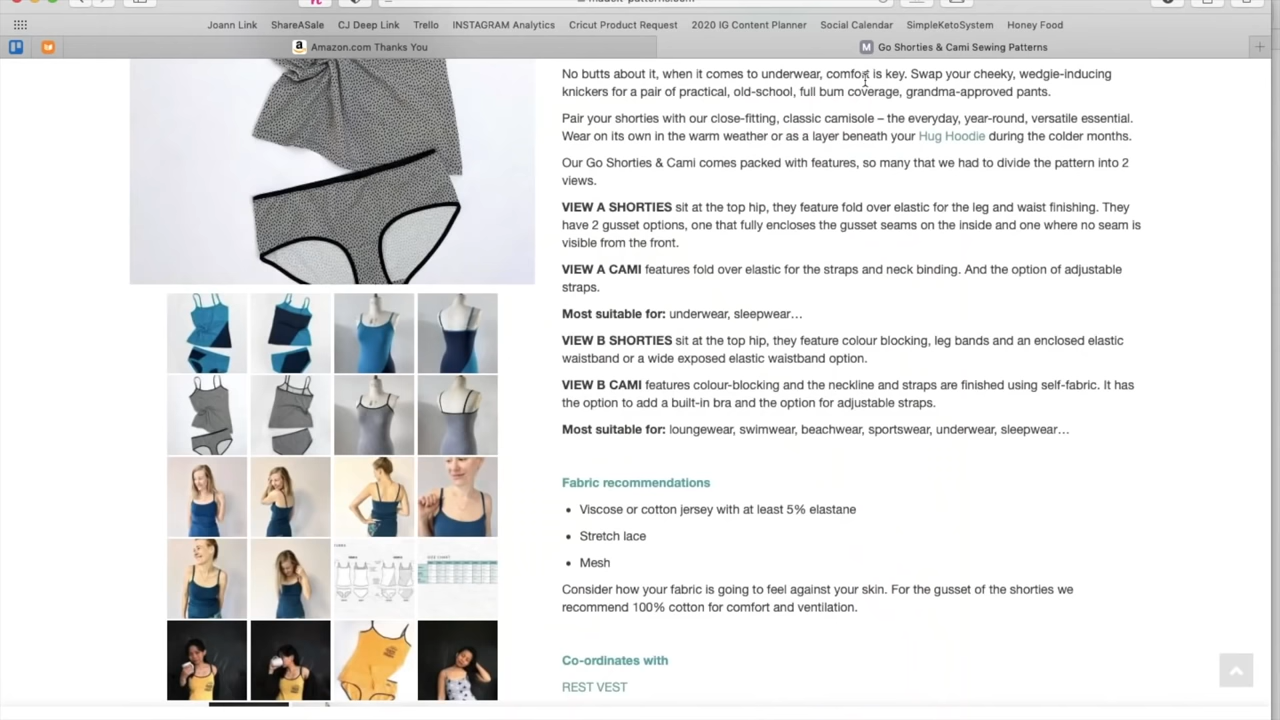 Joann Link ShareASale CJ Deep Link Trello INSTAGRAM Analytics Cricut Product Request 2020 IG Content Planner Social Calendar SimpleKetoSystem Honey Food
Amazon.com Thank You Go Shorties & Cami Sewing Patterns
No butts about it, when it comes to underwear, comfort is key. Swap your cheeky, wedgie-inducing
knickers for a pair of practical, old-school, full bum coverage, grandma-approved pants.
Pair your shorties with our close-fitting, classic camisole – the everyday, year-round, versatile essential.
Wear on its own in the warm weather or as a layer beneath your Hug Hoodie during the colder months.
Our Go Shorties & Cami comes packed with features, so many that we had to divide the pattern into 2
views.
VIEW A SHORTIES sit at the top hip, they feature fold over elastic for the leg and waist finishing. They
have 2 gusset options, one that fully encloses the gusset seams on the inside and one where no seam is
visible from the front.
VIEW A CAMI features fold over elastic for the straps and neck binding. And the option of adjustable
straps.
Most suitable for: underwear, sleepwear…
VIEW B SHORTIES sit at the top hip, they feature colour blocking, leg bands and an enclosed elastic
waistband or a wide exposed elastic waistband option.
VIEW B CAMI features colour-blocking and the neckline and straps are finished using self-fabric. It has
the option to add a built-in bra and the option for adjustable straps.
Most suitable for: loungewear, swimwear, beachwear, sportswear, underwear, sleepwear…
Fabric recommendations
• Viscose or cotton jersey with at least 5% elastane
• Stretch lace
• Mesh
Consider how your fabric is going to feel against your skin. For the gusset of the shorties we
recommend 100% cotton for comfort and ventilation.
Co-ordinates with
REST VEST